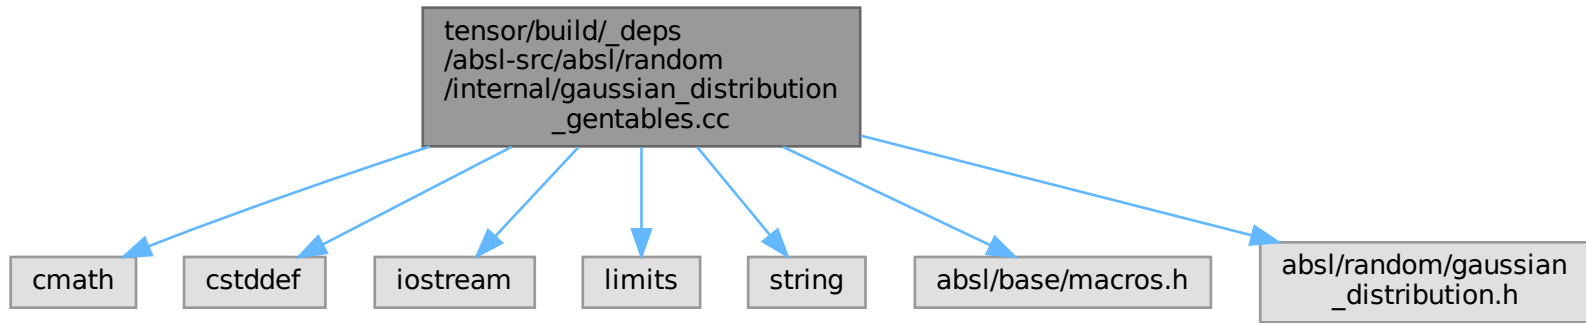 tensor/build/_deps
/absl-src/absl/random
/internal/gaussian_distribution
_gentables.cc
cmath
cstddef
iostream
limits
string
absl/base/macros.h
absl/random/gaussian
_distribution.h